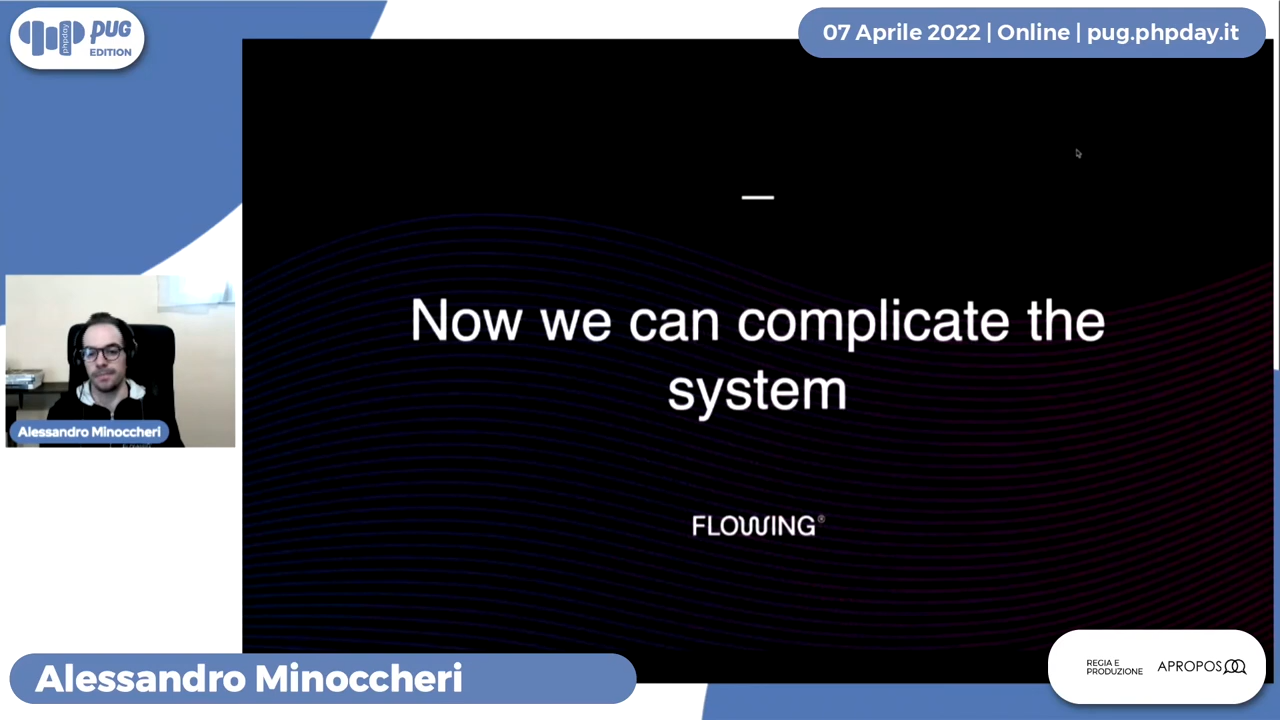 phpday
PUG
EDITION
07 Aprile 2022 | Online | pug.phpday.it
Now we can complicate the
system
FLOWING®
Alessandro Minoccheri
Alessandro Minoccheri
REGIA E
PRODUZIONE
APROPOS